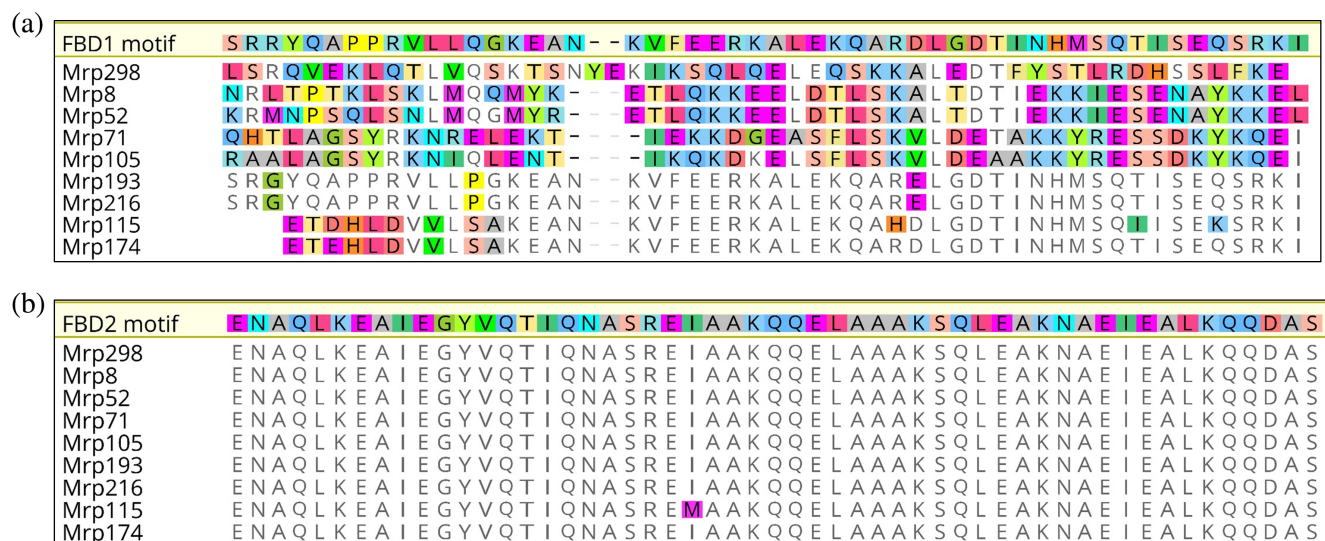 (a)
FBD1 motif SRRYQAPPRVLLQGKEAN--KVFEERKALEKQARDLGDTINHMSQTISEQSRKI
Mrp298 LSRQVEKLQTLVQSKTSNYEKIKSQLQELEQSKKALEDTFYSTLRDHSSLFKE
Mrp8 NRLTPTKLSKLMQQMYK---ETLQKKEELDTLSKALTDTIEKKIESENAYKKEL
Mrp52 KRMNPSQLSNLMQGMYR---ETLQKKEELDTLSKALTDTIEKKIESENAYKKEL
Mrp71 QHTLAGSYRKNRELEKT----IEKKDGEASFLSKVLDETAKKYRESSDKYKQEI
Mrp105 RAALAGSYRKNIQLENT----IKQKDKELSFLSKVLDEAAKKYRESSDKYKQEI
Mrp193 SRGYQAPPRVLLPGKEAN--KVFEERKALEKQARELGDTINHMSQTISEQSRKI
Mrp216 SRGYQAPPRVLLPGKEAN--KVFEERKALEKQARELGDTINHMSQTISEQSRKI
Mrp115 ETDHLDVVLSAKEAN--KVFEERKALEKQAHDLGDTINHMSQIISEKSRKI
Mrp174 ETEHLDVVLSAKEAN--KVFEERKALEKQARDLGDTINHMSQTISEQSRKI
(b)
FBD2 motif ENAQLKEAIEGYVQTIQNASREIAAKQQELAAAKSQLEAKNAEIEALKQQDAS
Mrp298 ENAQLKEAIEGYVQTIQNASREIAAKQQELAAAKSQLEAKNAEIEALKQQDAS
Mrp8 ENAQLKEAIEGYVQTIQNASREIAAKQQELAAAKSQLEAKNAEIEALKQQDAS
Mrp52 ENAQLKEAIEGYVQTIQNASREIAAKQQELAAAKSQLEAKNAEIEALKQQDAS
Mrp71 ENAQLKEAIEGYVQTIQNASREIAAKQQELAAAKSQLEAKNAEIEALKQQDAS
Mrp105 ENAQLKEAIEGYVQTIQNASREIAAKQQELAAAKSQLEAKNAEIEALKQQDAS
Mrp193 ENAQLKEAIEGYVQTIQNASREIAAKQQELAAAKSQLEAKNAEIEALKQQDAS
Mrp216 ENAQLKEAIEGYVQTIQNASREIAAKQQELAAAKSQLEAKNAEIEALKQQDAS
Mrp115 ENAQLKEAIEGYVQTIQNASREMAAKQQELAAAKSQLEAKNAEIEALKQQDAS
Mrp174 ENAQLKEAIEGYVQTIQNASREIAAKQQELAAAKSQLEAKNAEIEALKQQDAS